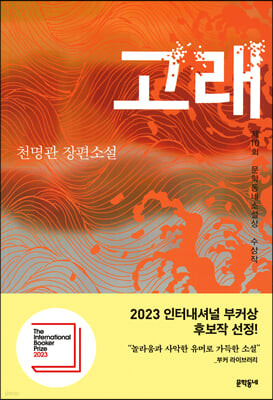 고래
천명관 장편소설
제10회 문학동네소설상 수상작
2023 인터내셔널 부커상
후보작 선정!
The
International
Booker
Prize
2023
"놀라움과 사악한 유머로 가득한 소설"
_부커 라이브러리
문학동네